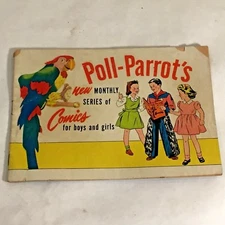 Poll-Parrot's
new MONTHLY
SERIES of
Comics
for boys and girls